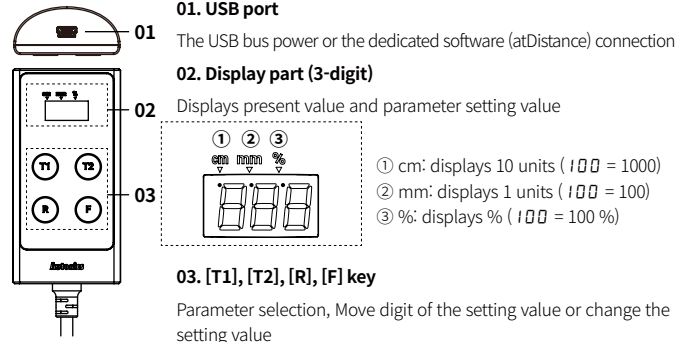 01. USB port
01
The USB bus power or the dedicated software (atDistance) connection
02. Display part (3-digit)
02
Displays present value and parameter setting value
① ② ③
cm mm %
① cm: displays 10 units ( 100 = 1000)
② mm: displays 1 units ( 100 = 100)
③ %: displays % ( 100 = 100 %)
cm mm %
T1 T2
03
R F
Autonics
03. [T1], [T2], [R], [F] key
Parameter selection, Move digit of the setting value or change the
setting value